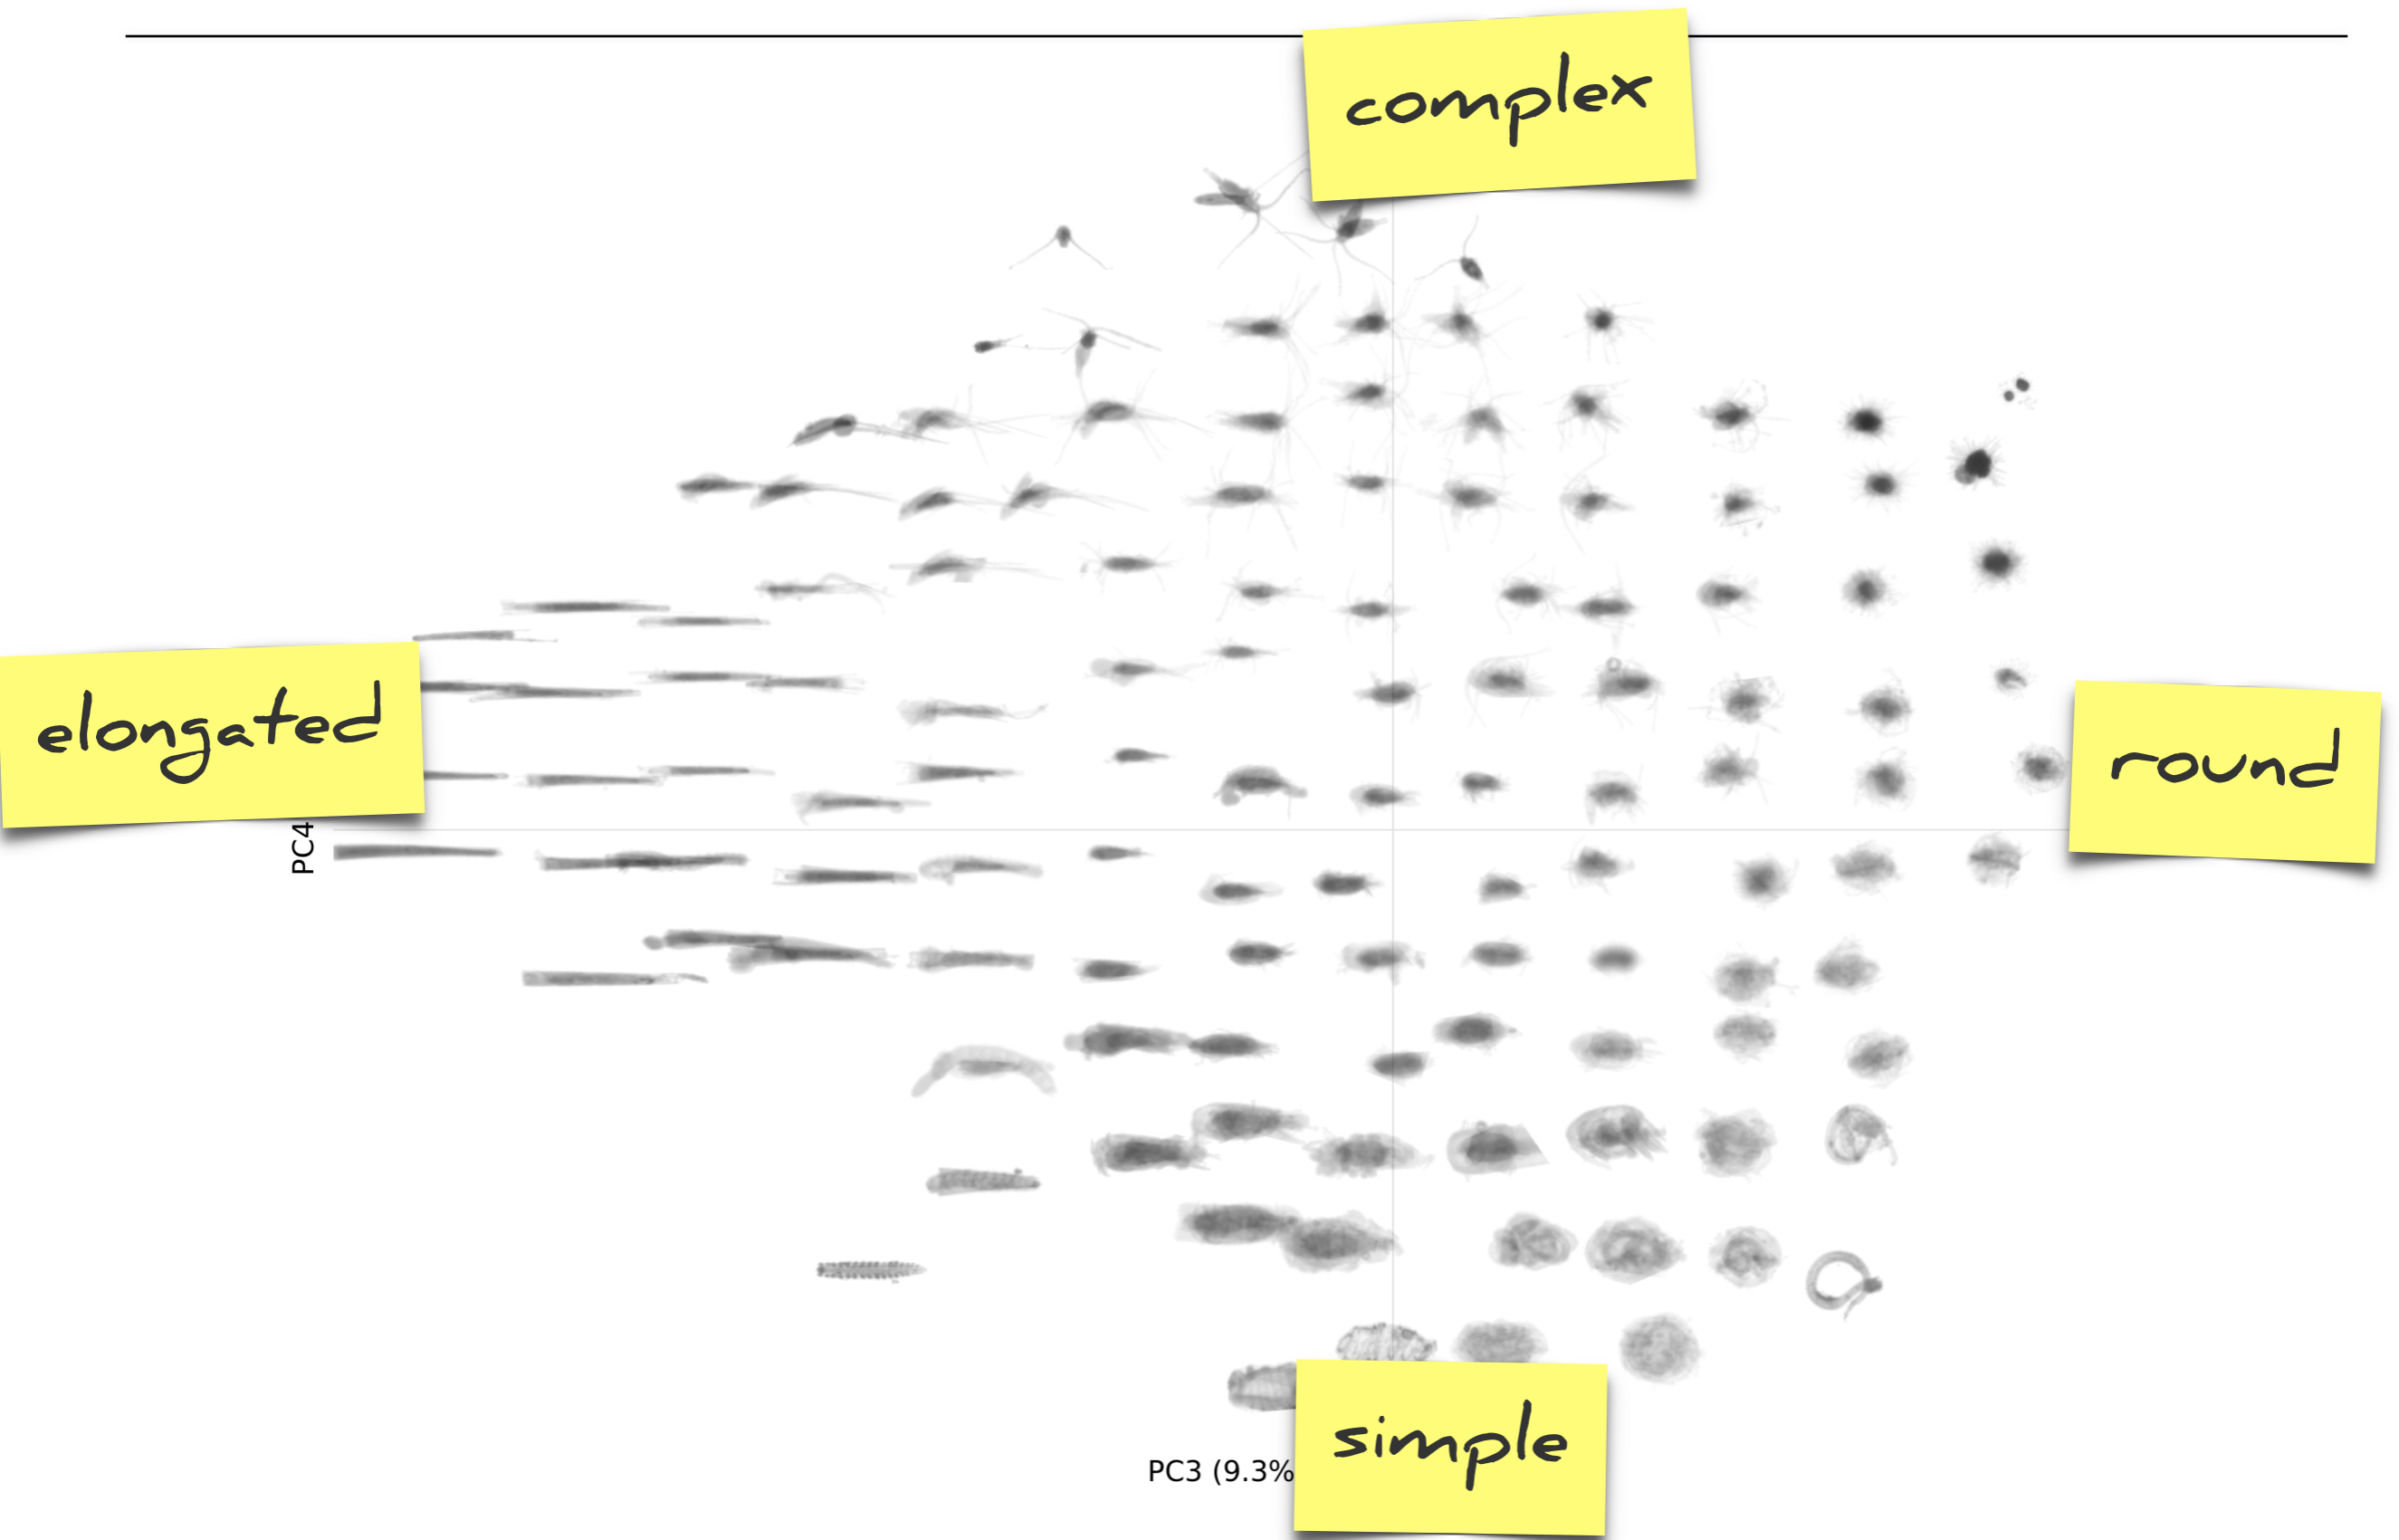 complex
elongated
round
PC4
simple
PC3 (9.3%